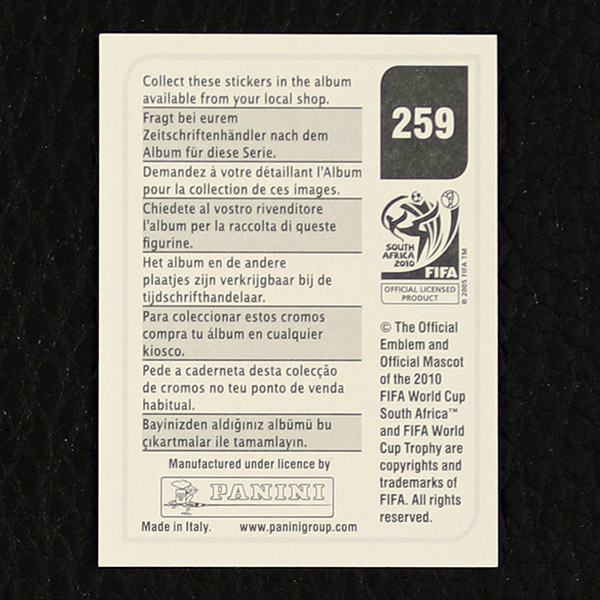 Collect these stickers in the album
available from your local shop.
Fragt bei eurem
Zeitschriftenhändler nach dem
Album für diese Serie.
Demandez à votre détaillant l'Album
pour la collection de ces images.
Chiedete al vostro rivenditore
l'album per la raccolta di queste
figurine.
Het album en de andere
plaatjes zijn verkrijgbaar bij de
tijdschrifthandelaar.
Para coleccionar estos cromos
compra tu álbum en cualquier
kiosco.
Pede a caderneta desta colecção
de cromos no teu ponto de venda
habitual.
Bayinizden aldığınız albümü bu
çıkartmalar ile tamamlayın.
Manufactured under licence by
PANINI
Made in Italy. www.paninigroup.com
259
SOUTH
AFRICA
2010
FIFA
OFFICIAL LICENSED
PRODUCT
© 2005 FIFA TM
© The Official
Emblem and
Official Mascot
of the 2010
FIFA World Cup
South Africa™
and FIFA World
Cup Trophy are
copyrights and
trademarks of
FIFA. All rights
reserved.